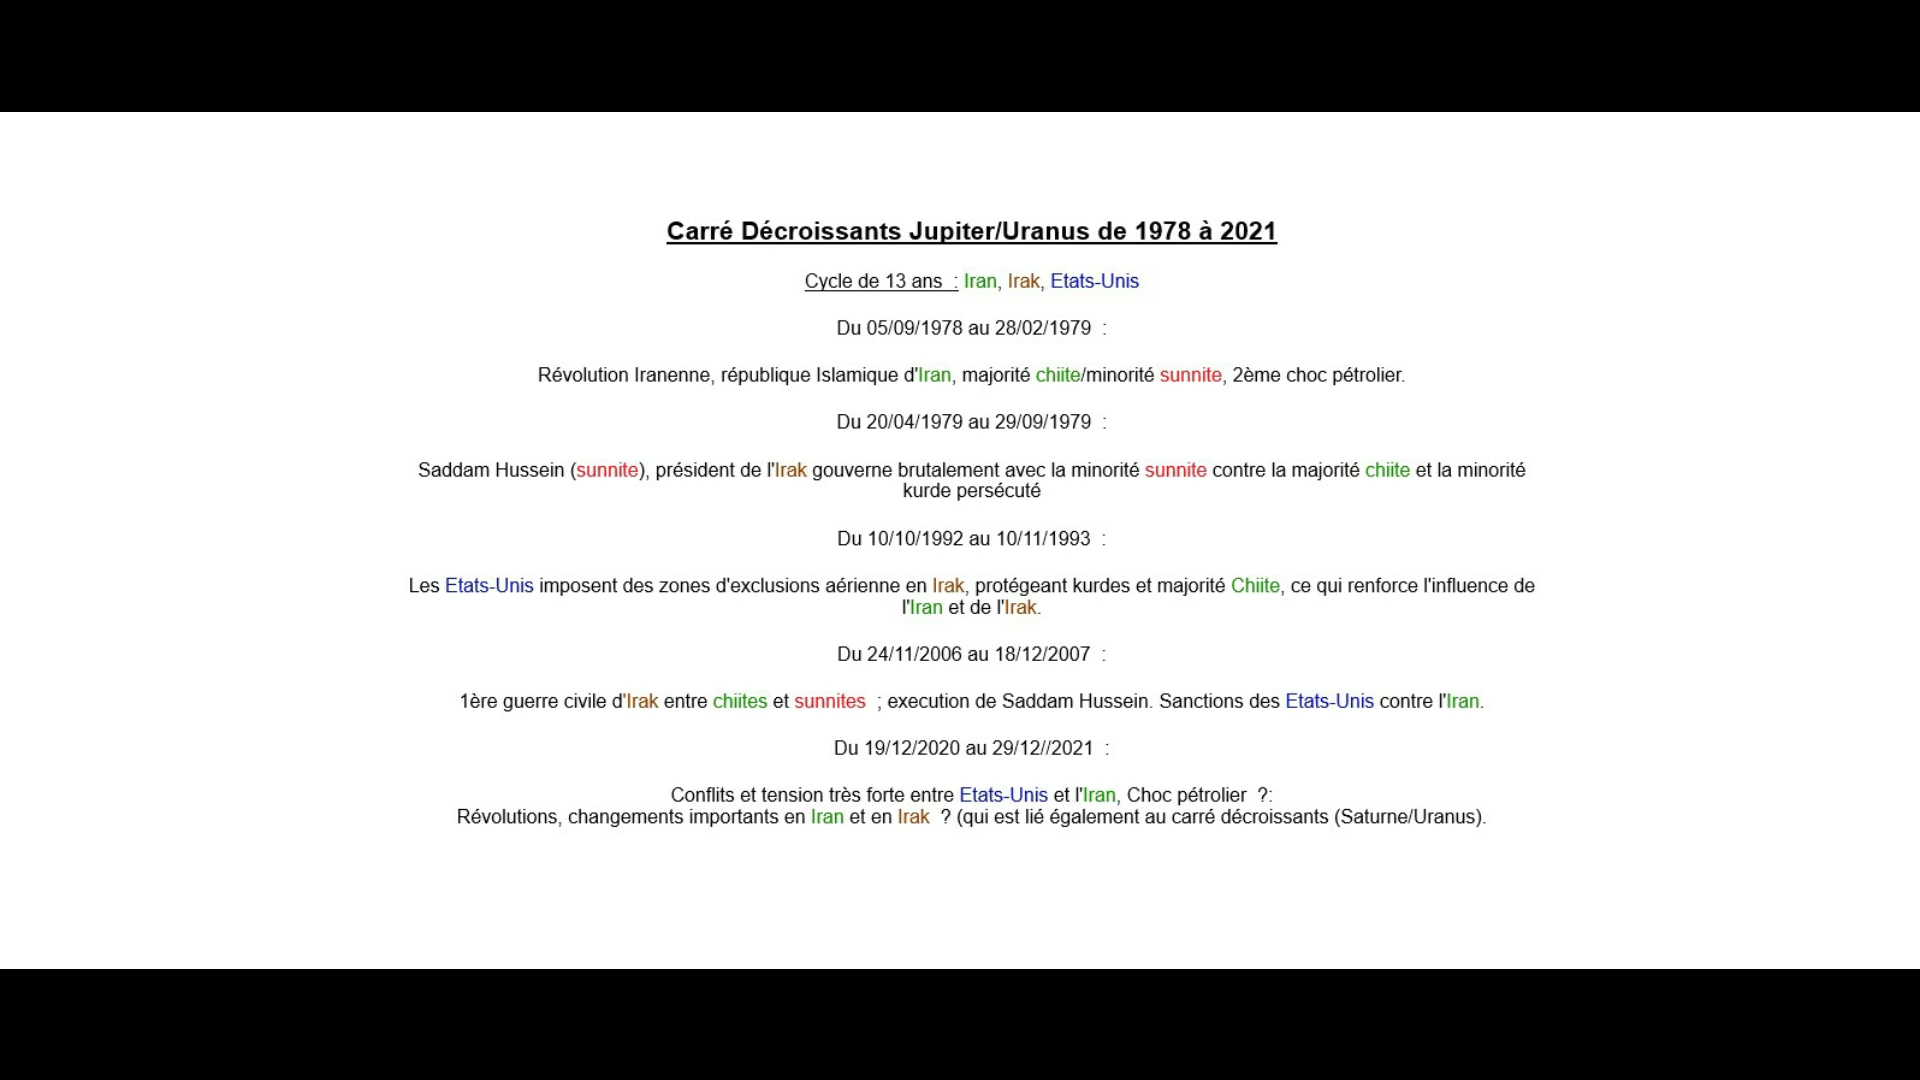 Carré Décroissants Jupiter/Uranus de 1978 à 2021
Cycle de 13 ans  : Iran, Irak, Etats-Unis
Du 05/09/1978 au 28/02/1979  :
Révolution Iranenne, république Islamique d'Iran, majorité chiite/minorité sunnite, 2ème choc pétrolier.
Du 20/04/1979 au 29/09/1979  :
Saddam Hussein (sunnite), président de l'Irak gouverne brutalement avec la minorité sunnite contre la majorité chiite et la minorité
kurde persécuté
Du 10/10/1992 au 10/11/1993  :
Les Etats-Unis imposent des zones d'exclusions aérienne en Irak, protégeant kurdes et majorité Chiite, ce qui renforce l'influence de
l'Iran et de l'Irak.
Du 24/11/2006 au 18/12/2007  :
1ère guerre civile d'Irak entre chiites et sunnites  ; execution de Saddam Hussein. Sanctions des Etats-Unis contre l'Iran.
Du 19/12/2020 au 29/12//2021  :
Conflits et tension très forte entre Etats-Unis et l'Iran, Choc pétrolier  ?:
Révolutions, changements importants en Iran et en Irak  ? (qui est lié également au carré décroissants (Saturne/Uranus).